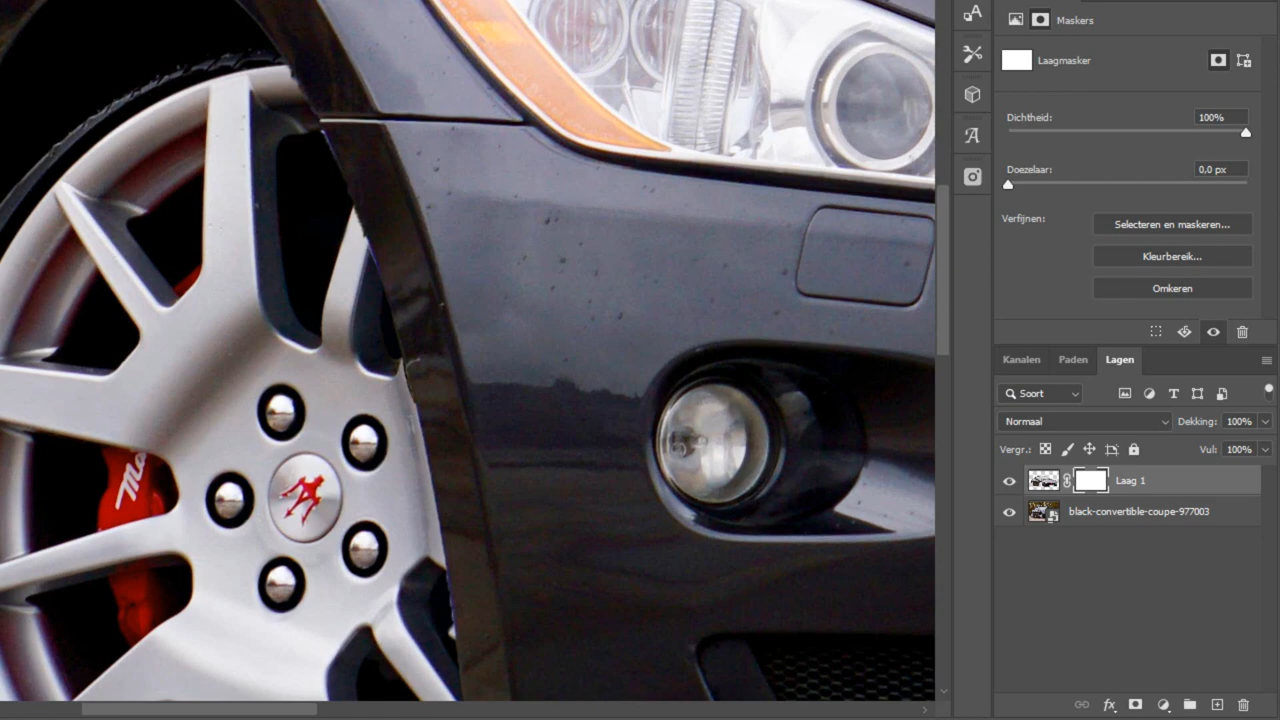 Maskers
Laagmasker
Dichtheid: 100%
Doezelaar: 0,0 px
Verfijnen: Selecteren en maskeren...
Kleurbereik...
Omkeren
Kanalen Paden Lagen
Soort
Normaal Dekking: 100%
Vergr.: Vul: 100%
Laag 1
black-convertible-coupe-977003